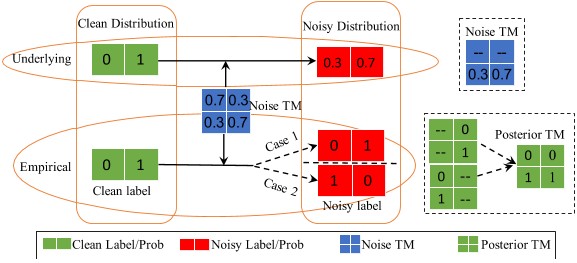 Clean Distribution
Noisy Distribution
Noise TM
Underlying
0 1
0.3 0.7
-- --
0.3 0.7
0.7 0.3
0.3 0.7
Noise TM
Empirical
0 1
Clean label
Case 1
Case 2
0 1
1 0
Noisy label
-- 0
-- 1
0 --
1 --
Posterior TM
0 0
1 1
Clean Label/Prob
Noisy Label/Prob
Noise TM
Posterior TM